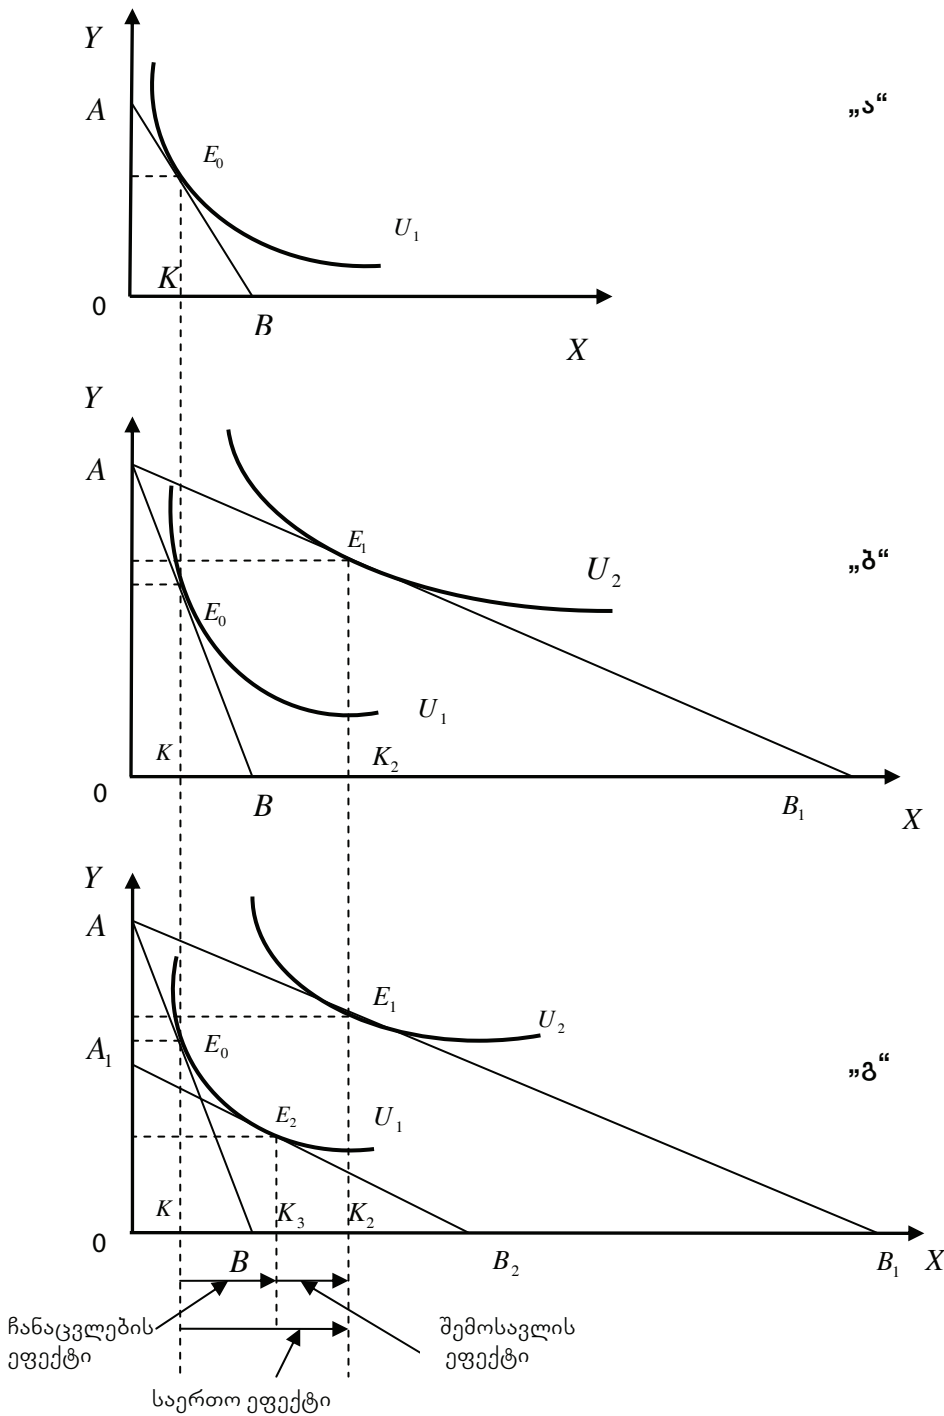 Y
A
„ა“
E₀
U₁
K
0
B
X
Y
A
E₁
U₂
„ბ“
E₀
U₁
K
K₂
0
B
B₁
X
Y
A
E₁
U₂
A₁
E₀
„გ“
E₂
U₁
K
K₃
K₂
0
B
B₂
B₁
X
ჩანაცვლების
ეფექტი
შემოსავლის
ეფექტი
საერთო ეფექტი